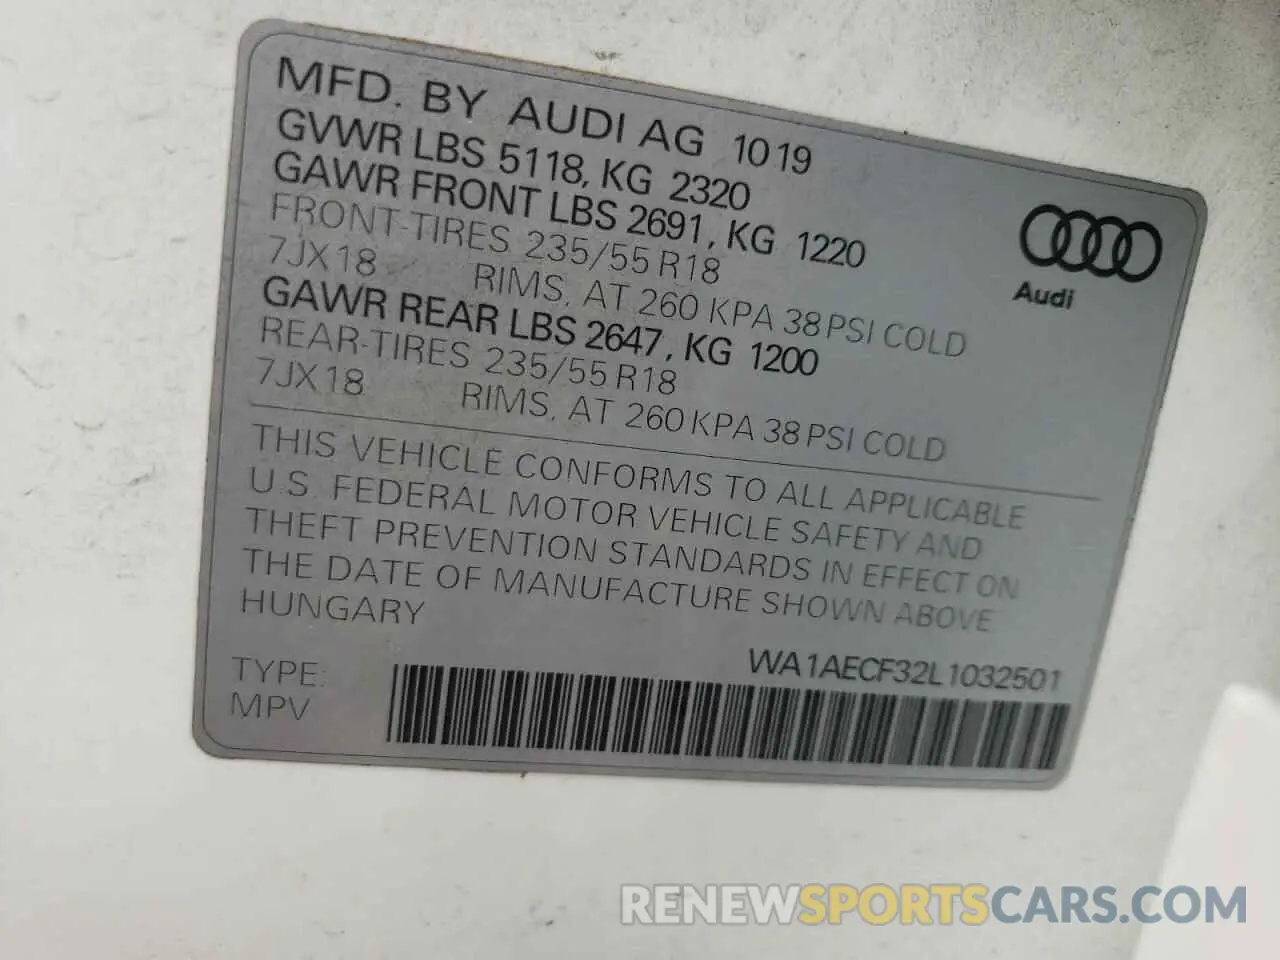 MFD. BY AUDI AG 10 19
GVWR LBS 5118, KG 2320
GAWR FRONT LBS 2691, KG 1220
FRONT-TIRES 235/55 R18
7JX18 RIMS, AT 260 KPA 38 PSI COLD
GAWR REAR LBS 2647, KG 1200
REAR-TIRES 235/55 R18
7JX18 RIMS, AT 260 KPA 38 PSI COLD
Audi
THIS VEHICLE CONFORMS TO ALL APPLICABLE
U.S. FEDERAL MOTOR VEHICLE SAFETY AND
THEFT PREVENTION STANDARDS IN EFFECT ON
THE DATE OF MANUFACTURE SHOWN ABOVE
HUNGARY
WA1AECF32L1032501
TYPE:
MPV
RENEWSPORTSCARS.COM